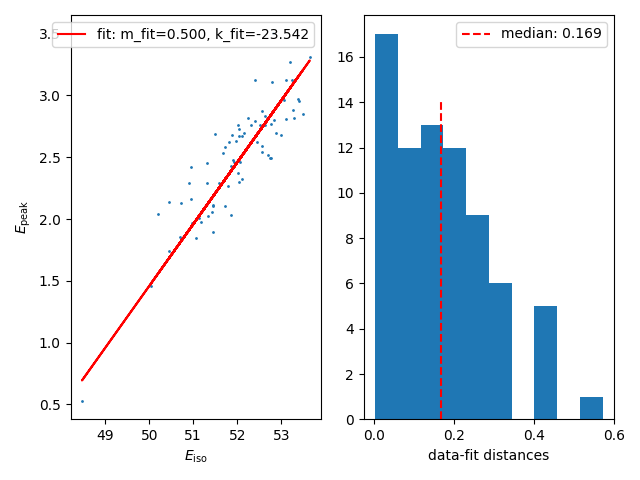 fit: m_fit=0.500, k_fit=-23.542
3.5
3.0
2.5
2.0
1.5
1.0
0.5
E_peak
49 50 51 52 53
E_iso
median: 0.169
16
14
12
10
8
6
4
2
0
0.0 0.2 0.4 0.6
data-fit distances